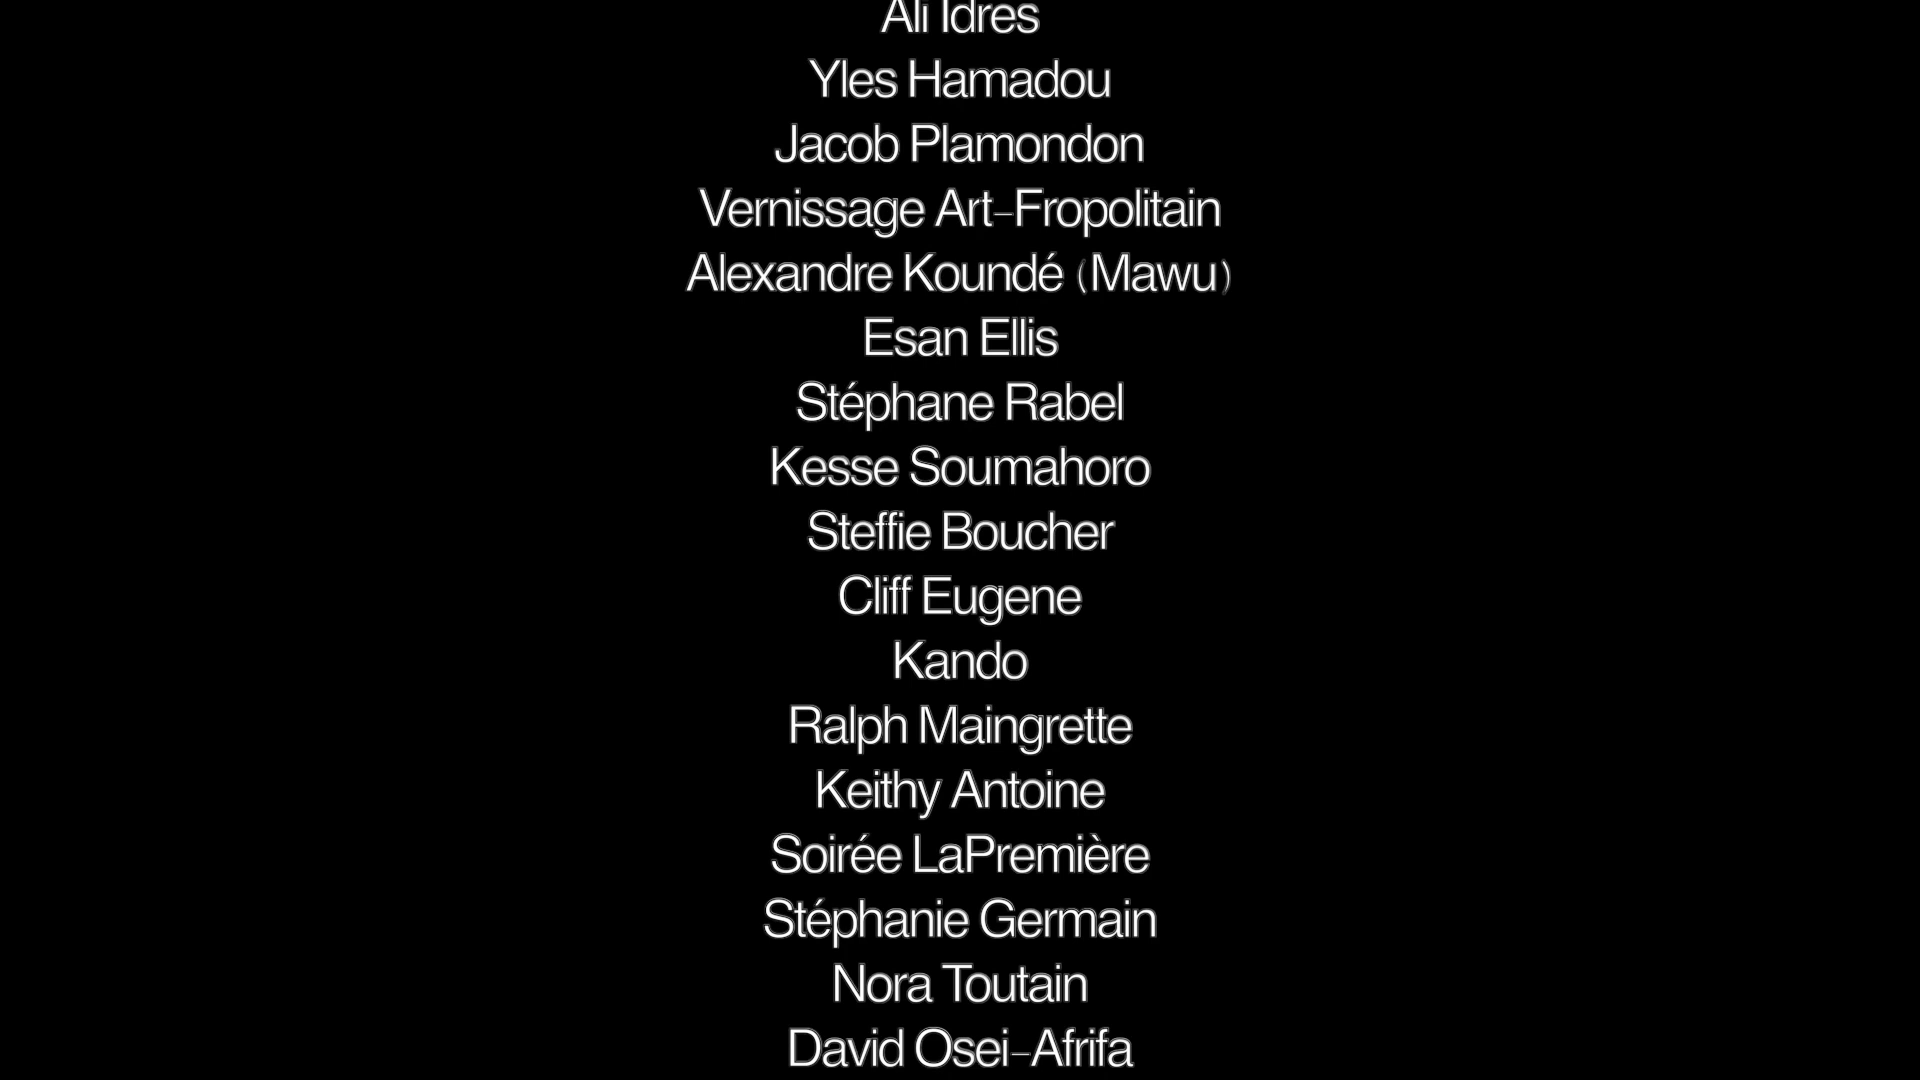 Ali Idres
Yles Hamadou
Jacob Plamondon
Vernissage Art-Fropolitain
Alexandre Koundé (Mawu)
Esan Ellis
Stéphane Rabel
Kesse Soumahoro
Steffie Boucher
Cliff Eugene
Kando
Ralph Maingrette
Keithy Antoine
Soirée LaPremière
Stéphanie Germain
Nora Toutain
David Osei-Afrifa